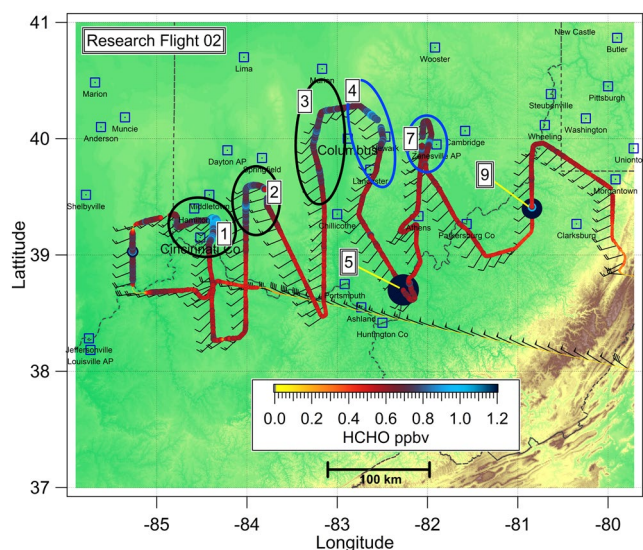 41
40
39
38
37
Lattitude
Research Flight 02
New Castle
Butler
Lima
Wooster
Marion
Marion
Steubenville
Pittsburgh
Muncie
Anderson
3
4
7
Wheeling
Washington
Columbus
Newark
Cambridge
Zanesville AP
Uniontown
Dayton AP
Springfield
9
Shelbyville
Middletown
2
Lancaster
Morgantown
Hamilton
1
Cincinnati Co
Chillicothe
Athens
Parkersburg Co
Clarksburg
5
Portsmouth
Ashland
Huntington Co
Jeffersonville
Louisville AP
0.0 0.2 0.4 0.6 0.8 1.0 1.2
HCHO ppbv
100 km
-85 -84 -83 -82 -81 -80
Longitude